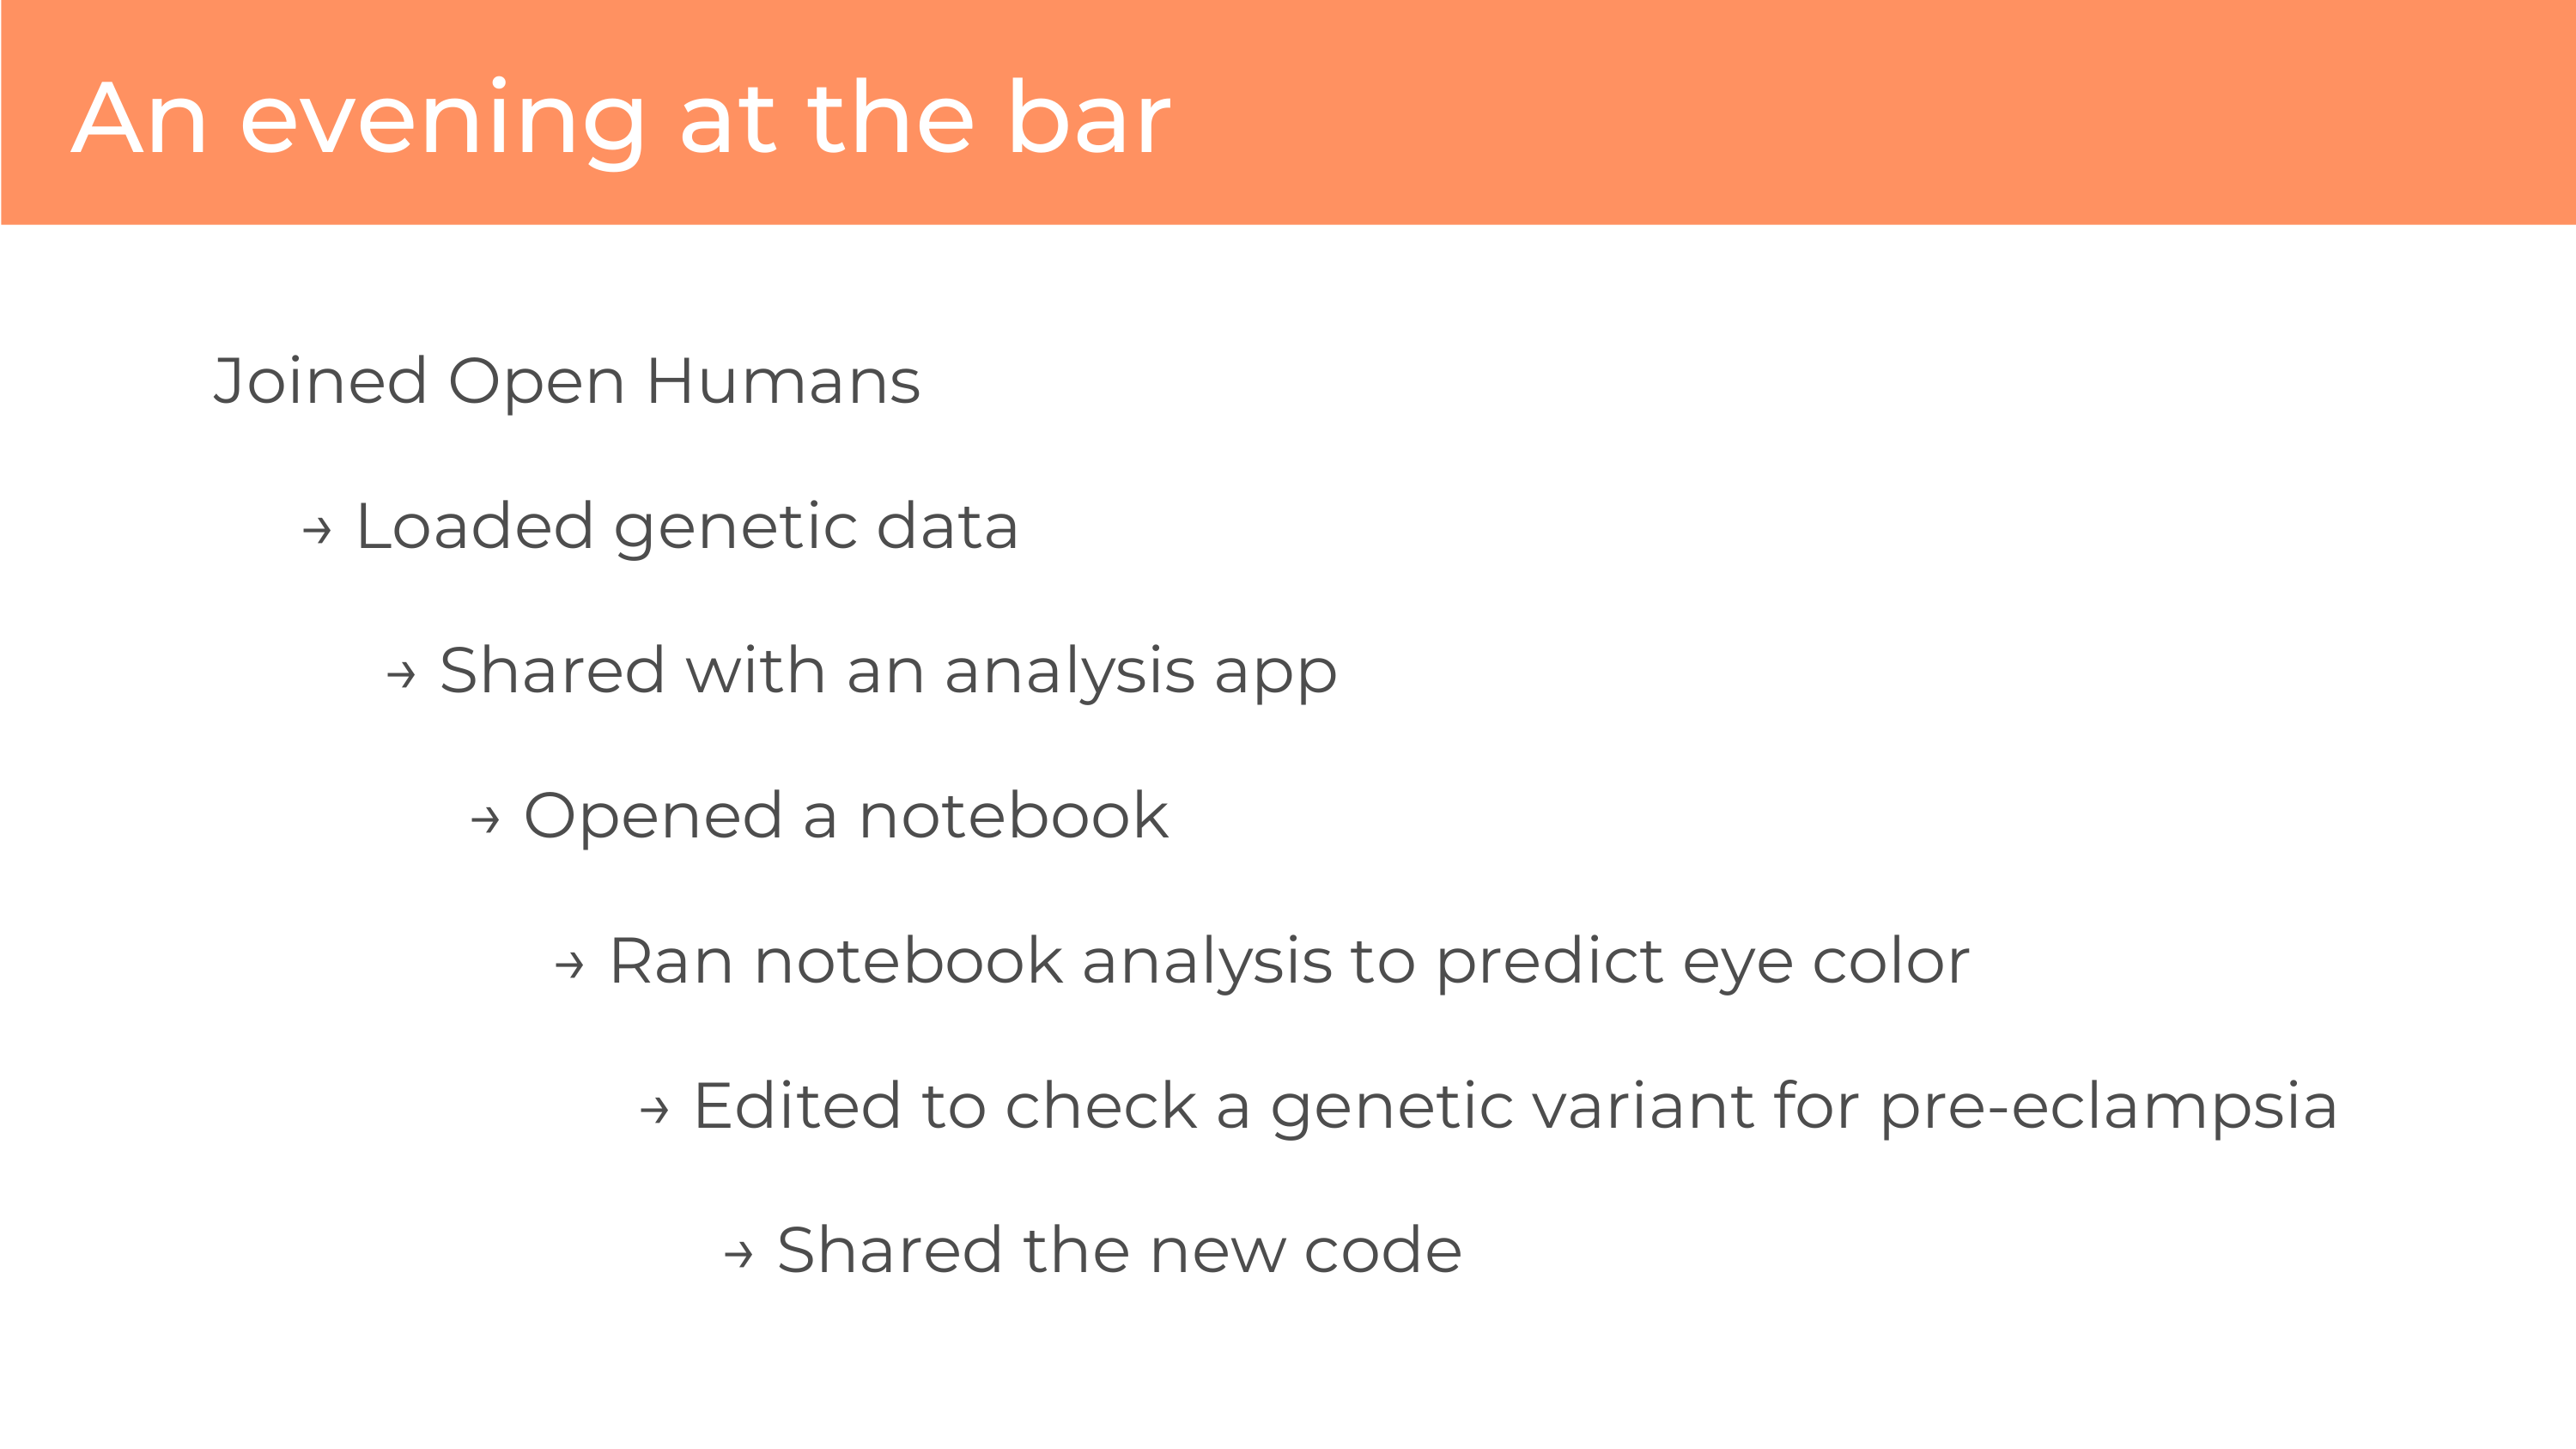 An evening at the bar
Joined Open Humans
→ Loaded genetic data
→ Shared with an analysis app
→ Opened a notebook
→ Ran notebook analysis to predict eye color
→ Edited to check a genetic variant for pre-eclampsia
→ Shared the new code